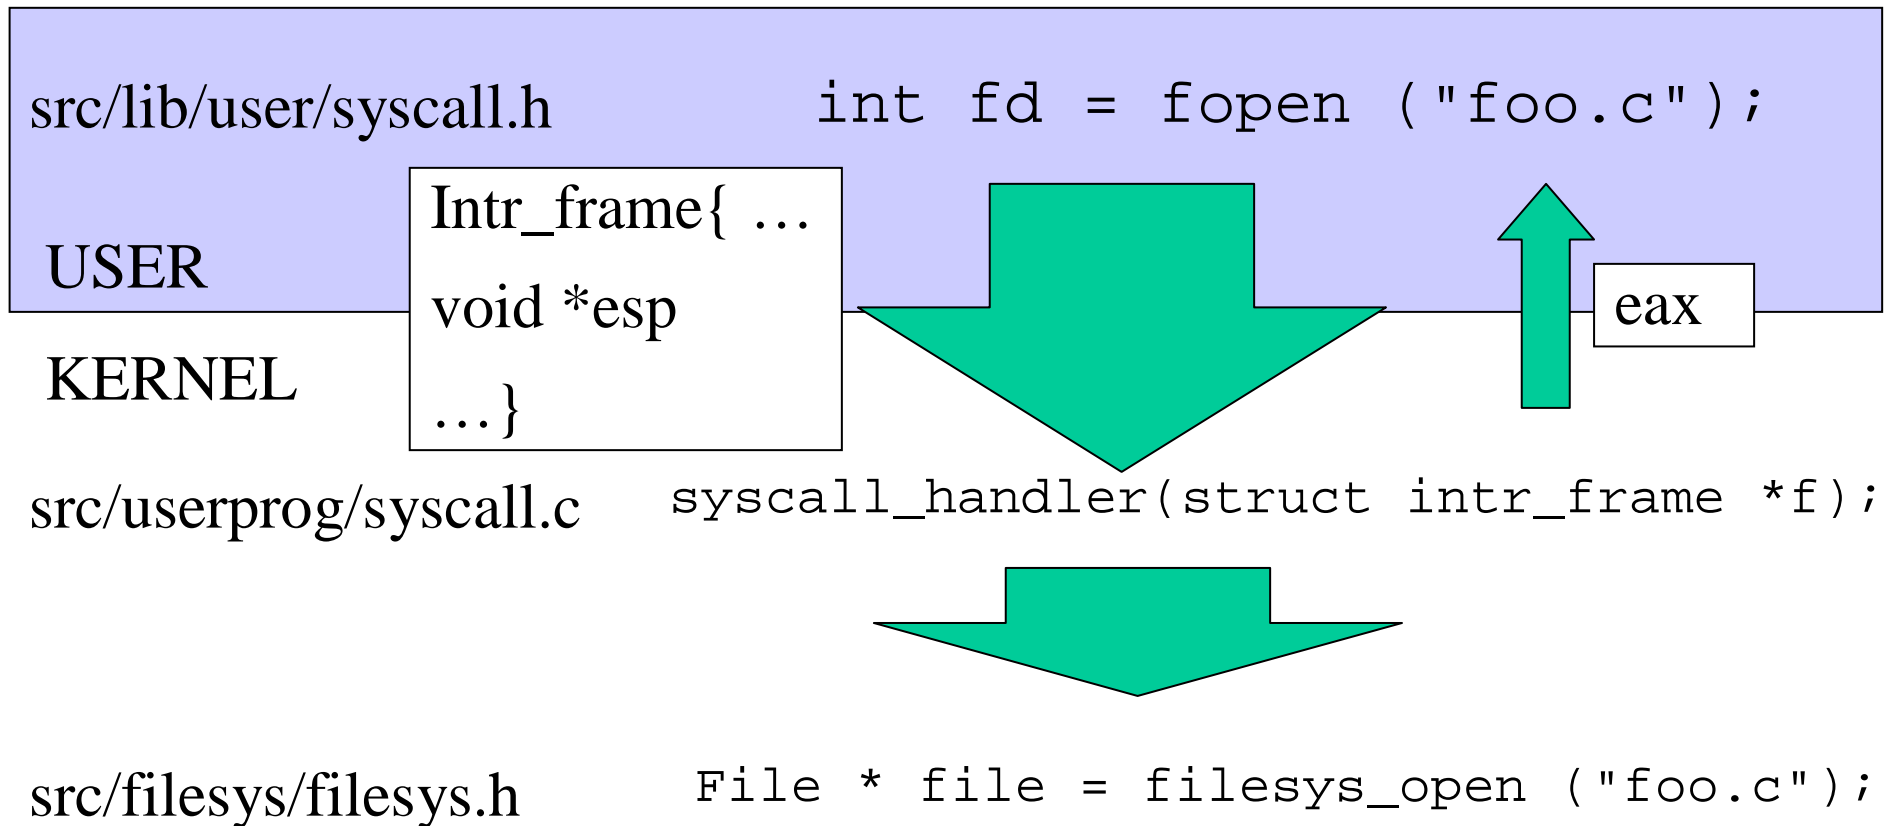 src/lib/user/syscall.h
int fd = fopen ("foo.c");
Intr_frame{ …
void *esp
…}
USER
eax
KERNEL
src/userprog/syscall.c
syscall_handler(struct intr_frame *f);
src/filesys/filesys.h
File * file = filesys_open ("foo.c");